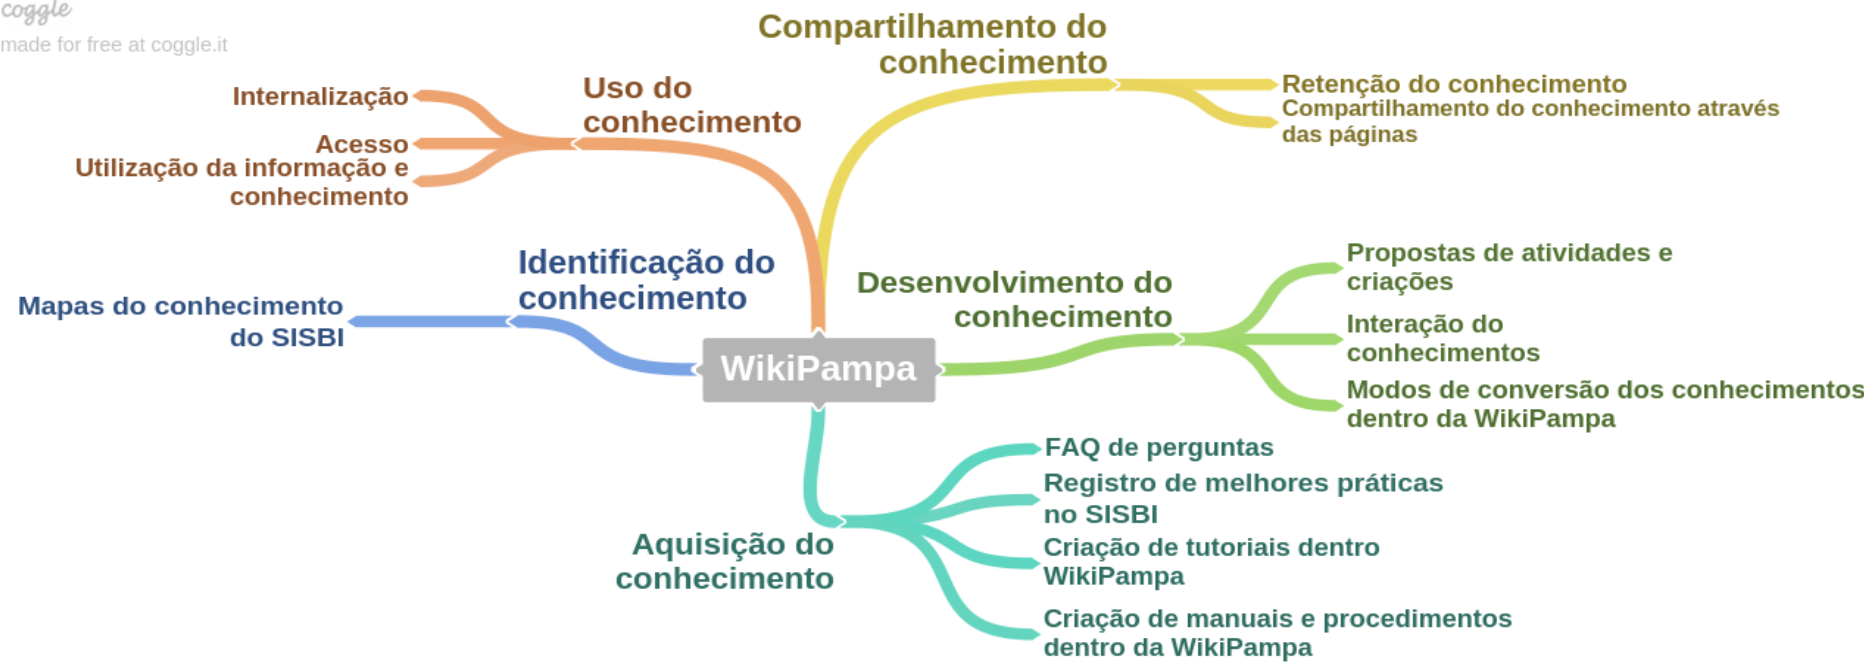 coggle
made for free at coggle.it
Compartilhamento do
conhecimento
Retenção do conhecimento
Compartilhamento do conhecimento através
das páginas
Uso do
conhecimento
Internalização
Acesso
Utilização da informação e
conhecimento
Identificação do
conhecimento
Mapas do conhecimento
do SISBI
WikiPampa
Desenvolvimento do
conhecimento
Propostas de atividades e
criações
Interação do
conhecimentos
Modos de conversão dos conhecimentos
dentro da WikiPampa
Aquisição do
conhecimento
FAQ de perguntas
Registro de melhores práticas
no SISBI
Criação de tutoriais dentro
WikiPampa
Criação de manuais e procedimentos
dentro da WikiPampa